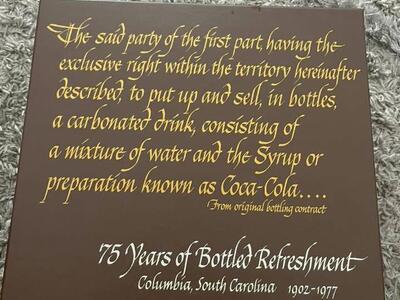 The said party of the first part, having the
exclusive right within the territory hereinafter
described, to put up and sell, in bottles,
a carbonated drink, consisting of
a mixture of water and the Syrup or
preparation known as Coca-Cola....
From original bottling contract
75 Years of Bottled Refreshment
Columbia, South Carolina 1902-1977